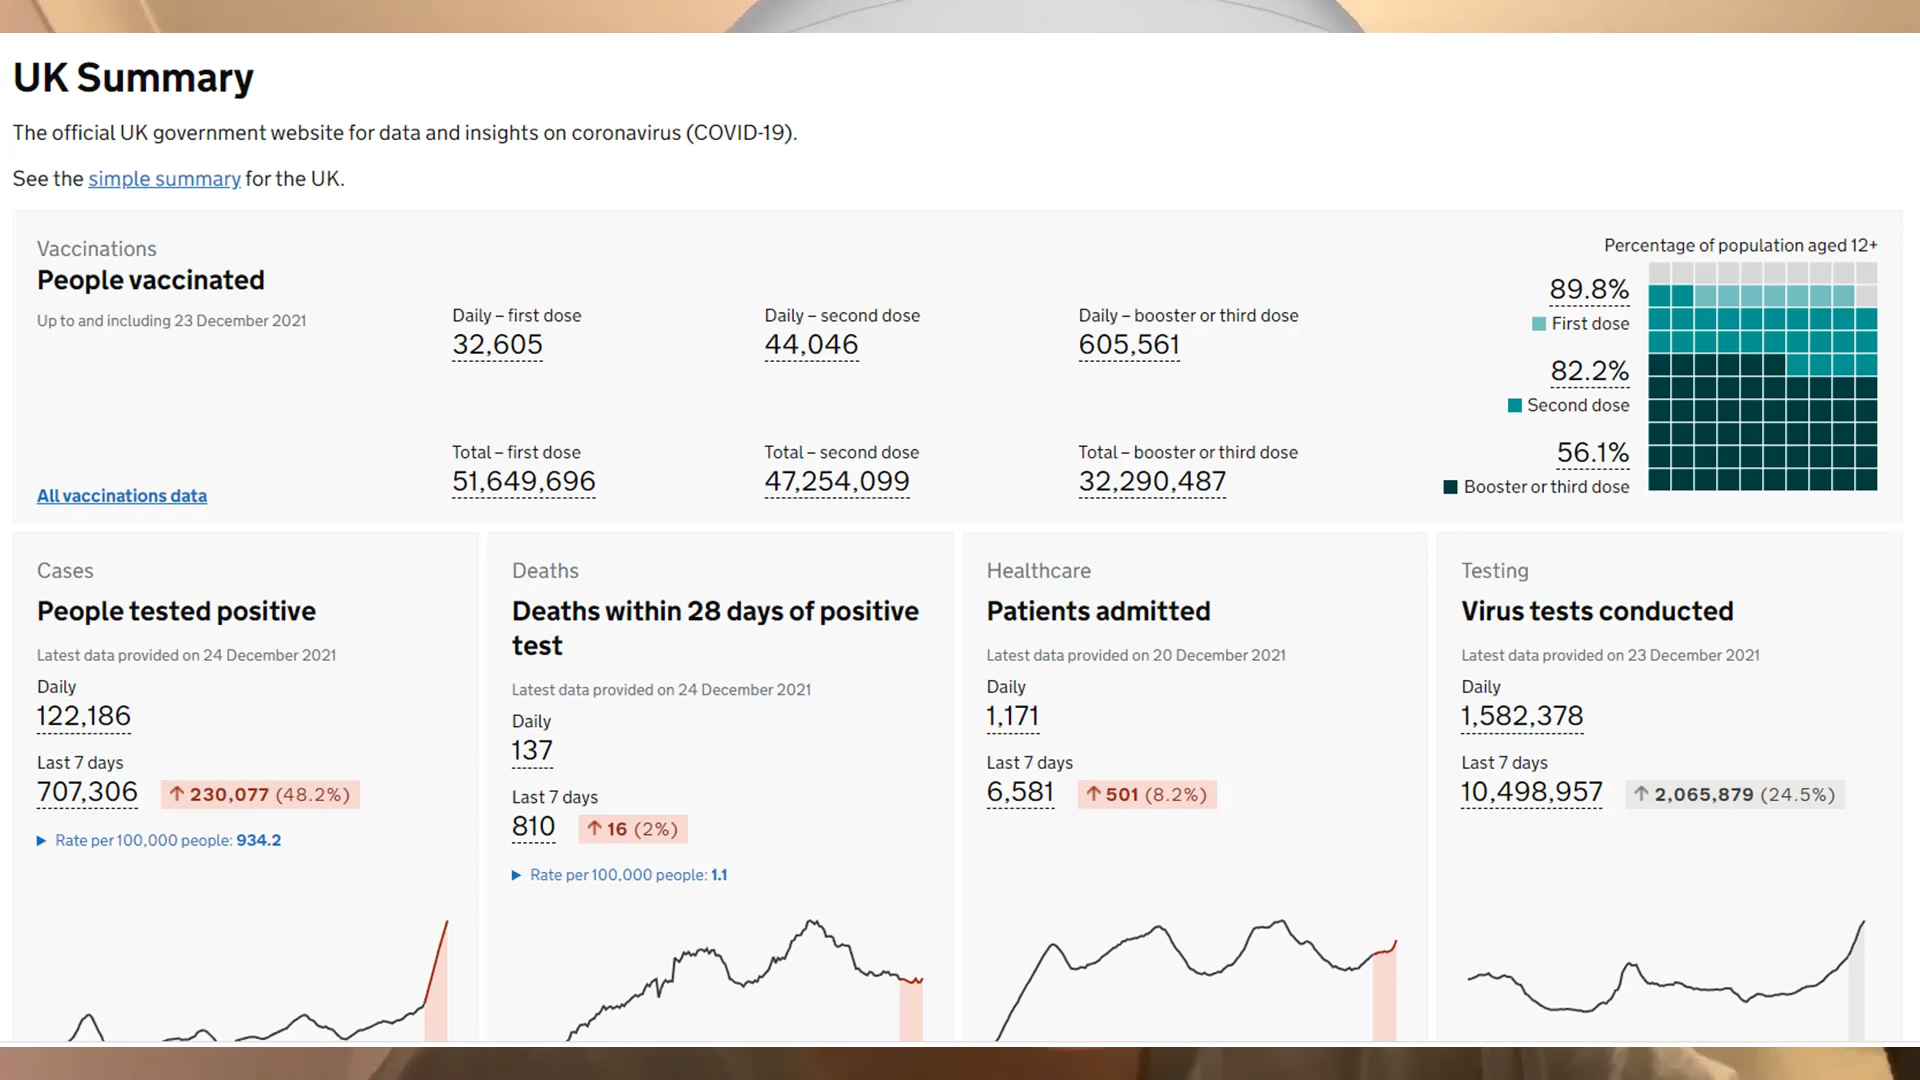 UK Summary
The official UK government website for data and insights on coronavirus (COVID-19).
See the simple summary for the UK.
Vaccinations
People vaccinated
Up to and including 23 December 2021
All vaccinations data
Daily – first dose
32,605
Daily – second dose
44,046
Daily – booster or third dose
605,561
Total – first dose
51,649,696
Total – second dose
47,254,099
Total – booster or third dose
32,290,487
Percentage of population aged 12+
89.8%
First dose
82.2%
Second dose
56.1%
Booster or third dose
Cases
People tested positive
Latest data provided on 24 December 2021
Daily
122,186
Last 7 days
707,306 ↑ 230,077 (48.2%)
▶ Rate per 100,000 people: 934.2
Deaths
Deaths within 28 days of positive
test
Latest data provided on 24 December 2021
Daily
137
Last 7 days
810 ↑ 16 (2%)
▶ Rate per 100,000 people: 1.1
Healthcare
Patients admitted
Latest data provided on 20 December 2021
Daily
1,171
Last 7 days
6,581 ↑ 501 (8.2%)
Testing
Virus tests conducted
Latest data provided on 23 December 2021
Daily
1,582,378
Last 7 days
10,498,957 ↑ 2,065,879 (24.5%)